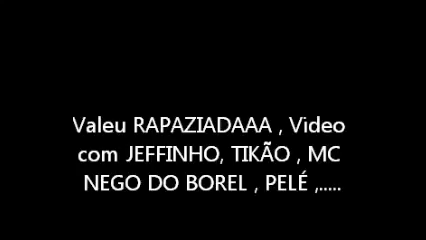 Valeu RAPAZIADAAA , Video
com JEFFINHO, TIKÃO , MC
NEGO DO BOREL , PELÉ ,.....